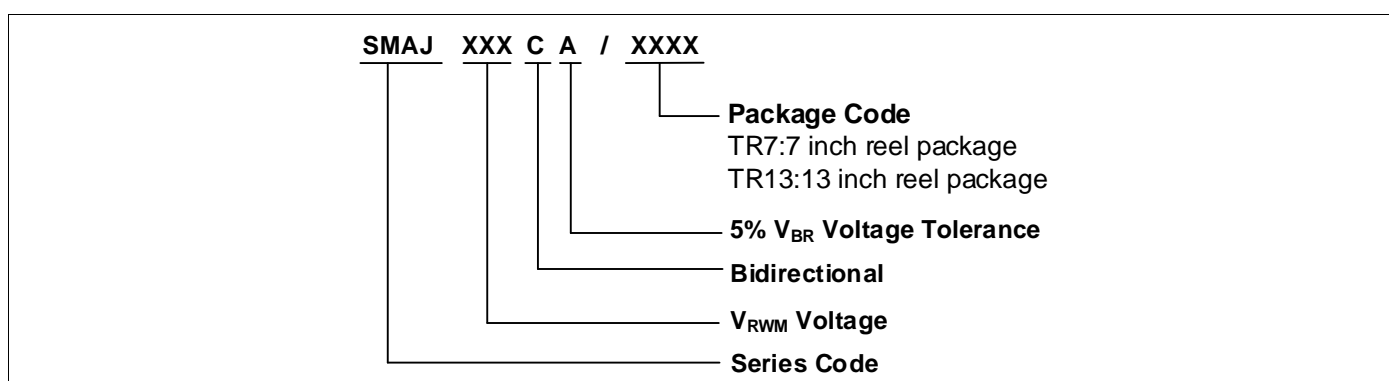 SMAJ XXX C A / XXXX
Package Code
TR7:7 inch reel package
TR13:13 inch reel package
5% VBR Voltage Tolerance
Bidirectional
VRWM Voltage
Series Code